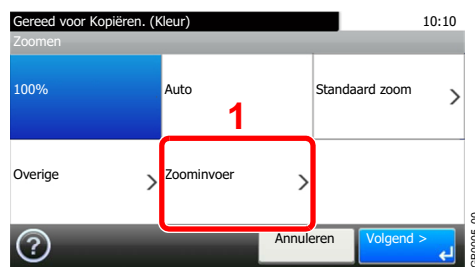 Gereed voor Kopiëren. (Kleur) 10:10
Zoomen
100% Auto Standaard zoom >
1
Overige > Zoominvoer >
? Annuleren Volgend >